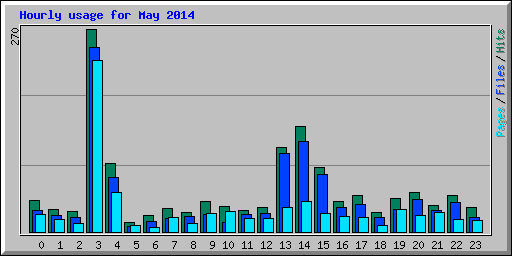 Hourly usage for May 2014
270
Pages / Files / Hits
0 1 2 3 4 5 6 7 8 9 10 11 12 13 14 15 16 17 18 19 20 21 22 23